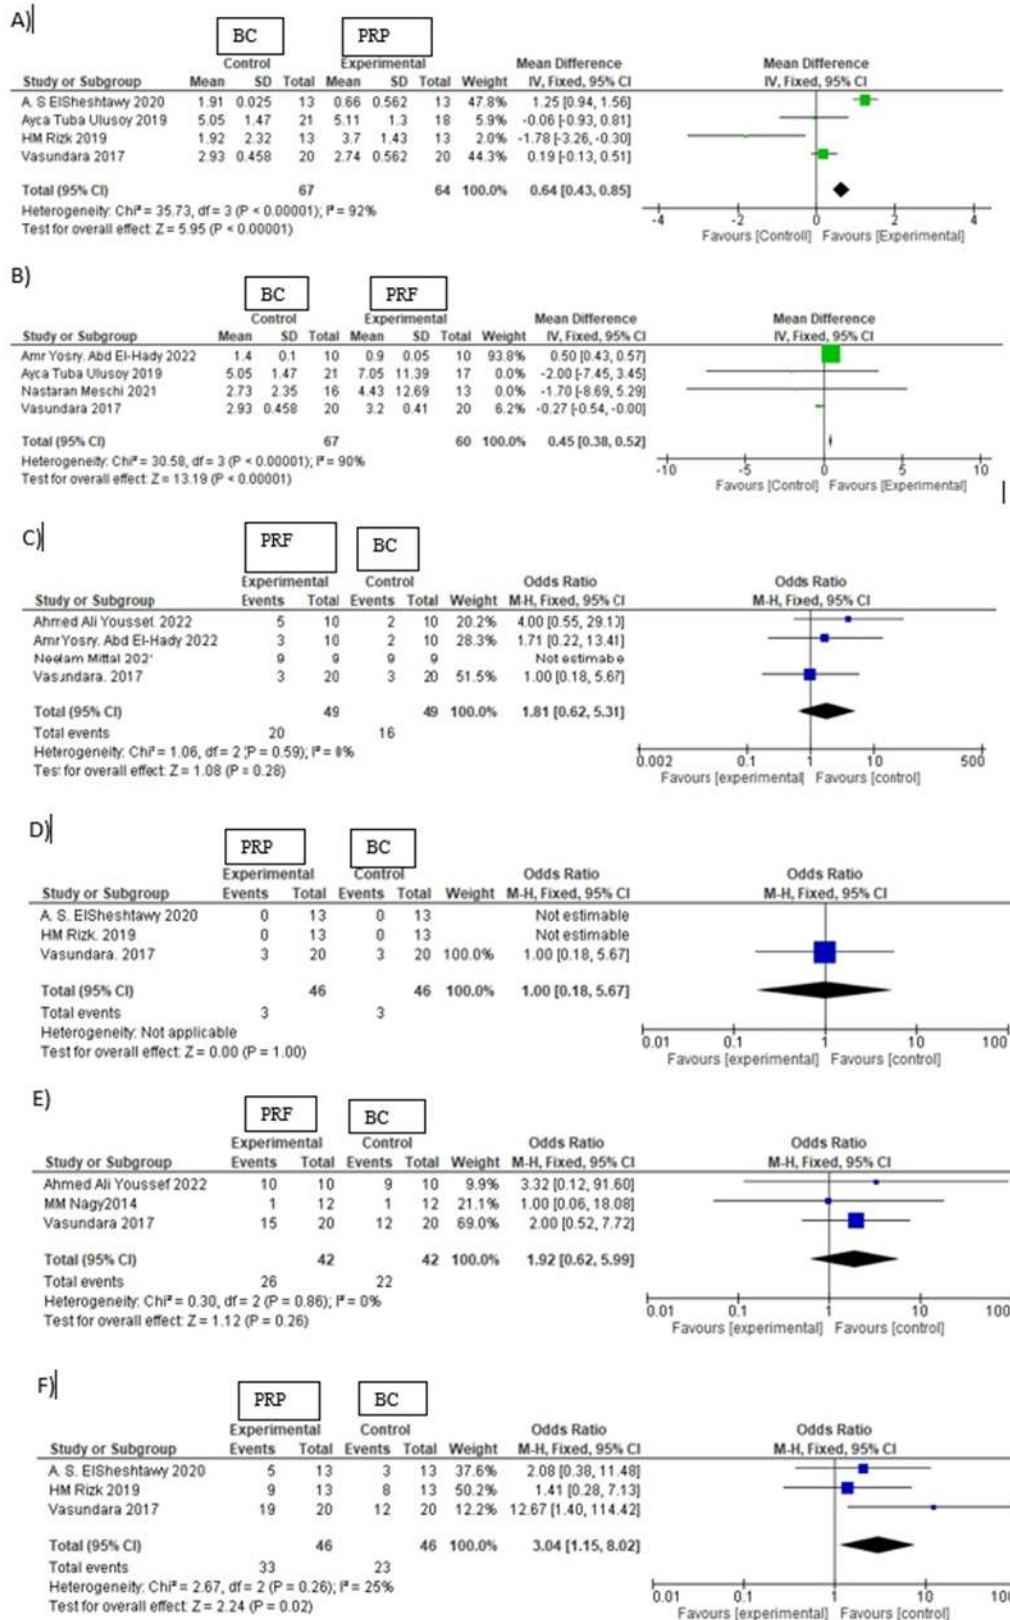 A)
BC PRP
Control Experimental Mean Difference Mean Difference
Study or Subgroup Mean SD Total Mean SD Total Weight IV, Fixed, 95% CI IV, Fixed, 95% CI
A. S ElSheshtawy 2020 1.91 0.025 13 0.66 0.562 13 47.8% 1.25 [0.94, 1.56]
Ayca Tuba Ulusoy 2019 5.05 1.47 21 5.11 1.3 18 5.9% -0.06 [-0.93, 0.81]
HM Rizk 2019 1.92 2.32 13 3.7 1.43 13 2.0% -1.78 [-3.26, -0.30]
Vasundara 2017 2.93 0.458 20 2.74 0.562 20 44.3% 0.19 [-0.13, 0.51]
Total (95% CI) 67 64 100.0% 0.64 [0.43, 0.85]
Heterogeneity: Chi² = 35.73, df = 3 (P < 0.00001); I² = 92%
Test for overall effect: Z = 5.95 (P < 0.00001)
-4 -2 0 2 4
Favours [Controll] Favours [Experimental]
B)
BC PRF
Control Experimental Mean Difference Mean Difference
Study or Subgroup Mean SD Total Mean SD Total Weight IV, Fixed, 95% CI IV, Fixed, 95% CI
Amr Yosry. Abd El-Hady 2022 1.4 0.1 10 0.9 0.05 10 93.8% 0.50 [0.43, 0.57]
Ayca Tuba Ulusoy 2019 5.05 1.47 21 7.05 11.39 17 0.0% -2.00 [-7.45, 3.45]
Nastaran Meschi 2021 2.73 2.35 16 4.43 12.69 13 0.0% -1.70 [-8.69, 5.29]
Vasundara 2017 2.93 0.458 20 3.2 0.41 20 6.2% -0.27 [-0.54, -0.00]
Total (95% CI) 67 60 100.0% 0.45 [0.38, 0.52]
Heterogeneity: Chi² = 30.58, df = 3 (P < 0.00001); I² = 90%
Test for overall effect: Z = 13.19 (P < 0.00001)
-10 -5 0 5 10
Favours [Control] Favours [Experimental]
C)
PRF BC
Experimental Control Odds Ratio Odds Ratio
Study or Subgroup Events Total Events Total Weight M-H, Fixed, 95% CI M-H, Fixed, 95% CI
Ahmed Ali Youssef. 2022 5 10 2 10 20.2% 4.00 [0.55, 29.10]
Amr Yosry. Abd El-Hady 2022 3 10 2 10 28.3% 1.71 [0.22, 13.41]
Neelam Mittal 202 9 9 9 9 Not estimable
Vasundara. 2017 3 20 3 20 51.5% 1.00 [0.18, 5.67]
Total (95% CI) 49 49 100.0% 1.81 [0.62, 5.31]
Total events 20 16
Heterogeneity: Chi² = 1.06, df = 2 (P = 0.59); I² = 0%
Test for overall effect: Z = 1.08 (P = 0.28)
0.002 0.1 1 10 500
Favours [experimental] Favours [control]
D)
PRP BC
Experimental Control Odds Ratio Odds Ratio
Study or Subgroup Events Total Events Total Weight M-H, Fixed, 95% CI M-H, Fixed, 95% CI
A. S. ElSheshtawy 2020 0 13 0 13 Not estimable
HM Rizk. 2019 0 13 0 13 Not estimable
Vasundara. 2017 3 20 3 20 100.0% 1.00 [0.18, 5.67]
Total (95% CI) 46 46 100.0% 1.00 [0.18, 5.67]
Total events 3 3
Heterogeneity: Not applicable
Test for overall effect: Z = 0.00 (P = 1.00)
0.01 0.1 1 10 100
Favours [experimental] Favours [control]
E)
PRF BC
Experimental Control Odds Ratio Odds Ratio
Study or Subgroup Events Total Events Total Weight M-H, Fixed, 95% CI M-H, Fixed, 95% CI
Ahmed Ali Youssef 2022 10 10 9 10 9.9% 3.32 [0.12, 91.60]
MM Nagy2014 1 12 1 12 21.1% 1.00 [0.06, 18.08]
Vasundara 2017 15 20 12 20 69.0% 2.00 [0.52, 7.72]
Total (95% CI) 42 42 100.0% 1.92 [0.62, 5.99]
Total events 26 22
Heterogeneity: Chi² = 0.30, df = 2 (P = 0.86); I² = 0%
Test for overall effect: Z = 1.12 (P = 0.26)
0.01 0.1 1 10 100
Favours [experimental] Favours [control]
F)
PRP BC
Experimental Control Odds Ratio Odds Ratio
Study or Subgroup Events Total Events Total Weight M-H, Fixed, 95% CI M-H, Fixed, 95% CI
A. S. ElSheshtawy 2020 5 13 3 13 37.6% 2.08 [0.38, 11.48]
HM Rizk 2019 9 13 8 13 50.2% 1.41 [0.28, 7.13]
Vasundara 2017 19 20 12 20 12.2% 12.67 [1.40, 114.42]
Total (95% CI) 46 46 100.0% 3.04 [1.15, 8.02]
Total events 33 23
Heterogeneity: Chi² = 2.67, df = 2 (P = 0.26); I² = 25%
Test for overall effect: Z = 2.24 (P = 0.02)
0.01 0.1 1 10 100
Favours [experimental] Favours [control]